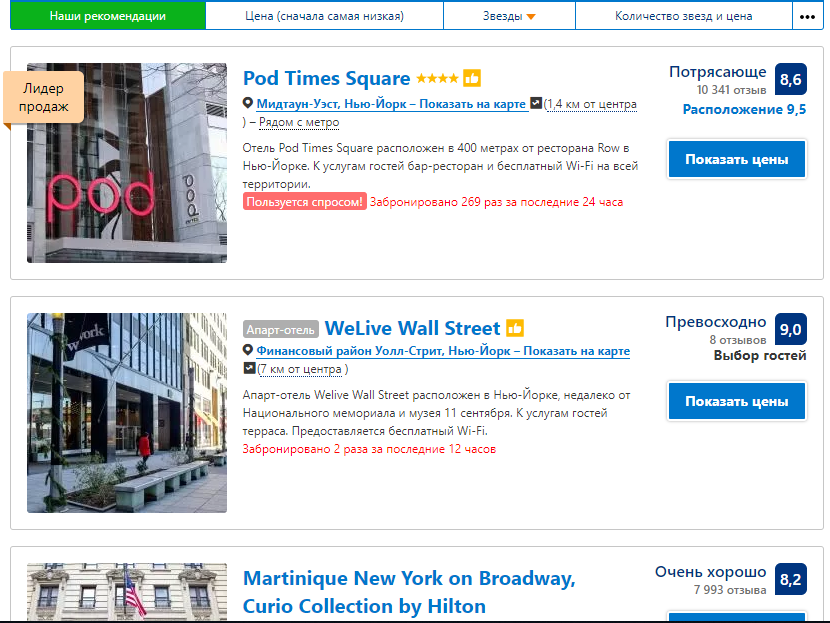 Наши рекомендации
Цена (сначала самая низкая)
Звезды
Количество звезд и цена
•••
Лидер
продаж
pod
pod
Pod Times Square
Мидтаун-Уэст, Нью-Йорк – Показать на карте (1,4 км от центра
) – Рядом с метро
Отель Pod Times Square расположен в 400 метрах от ресторана Row в
Нью-Йорке. К услугам гостей бар-ресторан и бесплатный Wi-Fi на всей
территории.
Пользуется спросом! Забронировано 269 раз за последние 24 часа
Потрясающе 8,6
10 341 отзыв
Расположение 9,5
Показать цены
work
Апарт-отель WeLive Wall Street
Финансовый район Уолл-Стрит, Нью-Йорк – Показать на карте
(7 км от центра )
Апарт-отель Welive Wall Street расположен в Нью-Йорке, недалеко от
Национального мемориала и музея 11 сентября. К услугам гостей
терраса. Предоставляется бесплатный Wi-Fi.
Забронировано 2 раза за последние 12 часов
Превосходно 9,0
8 отзывов
Выбор гостей
Показать цены
Martinique New York on Broadway,
Curio Collection by Hilton
Очень хорошо 8,2
7 993 отзыва